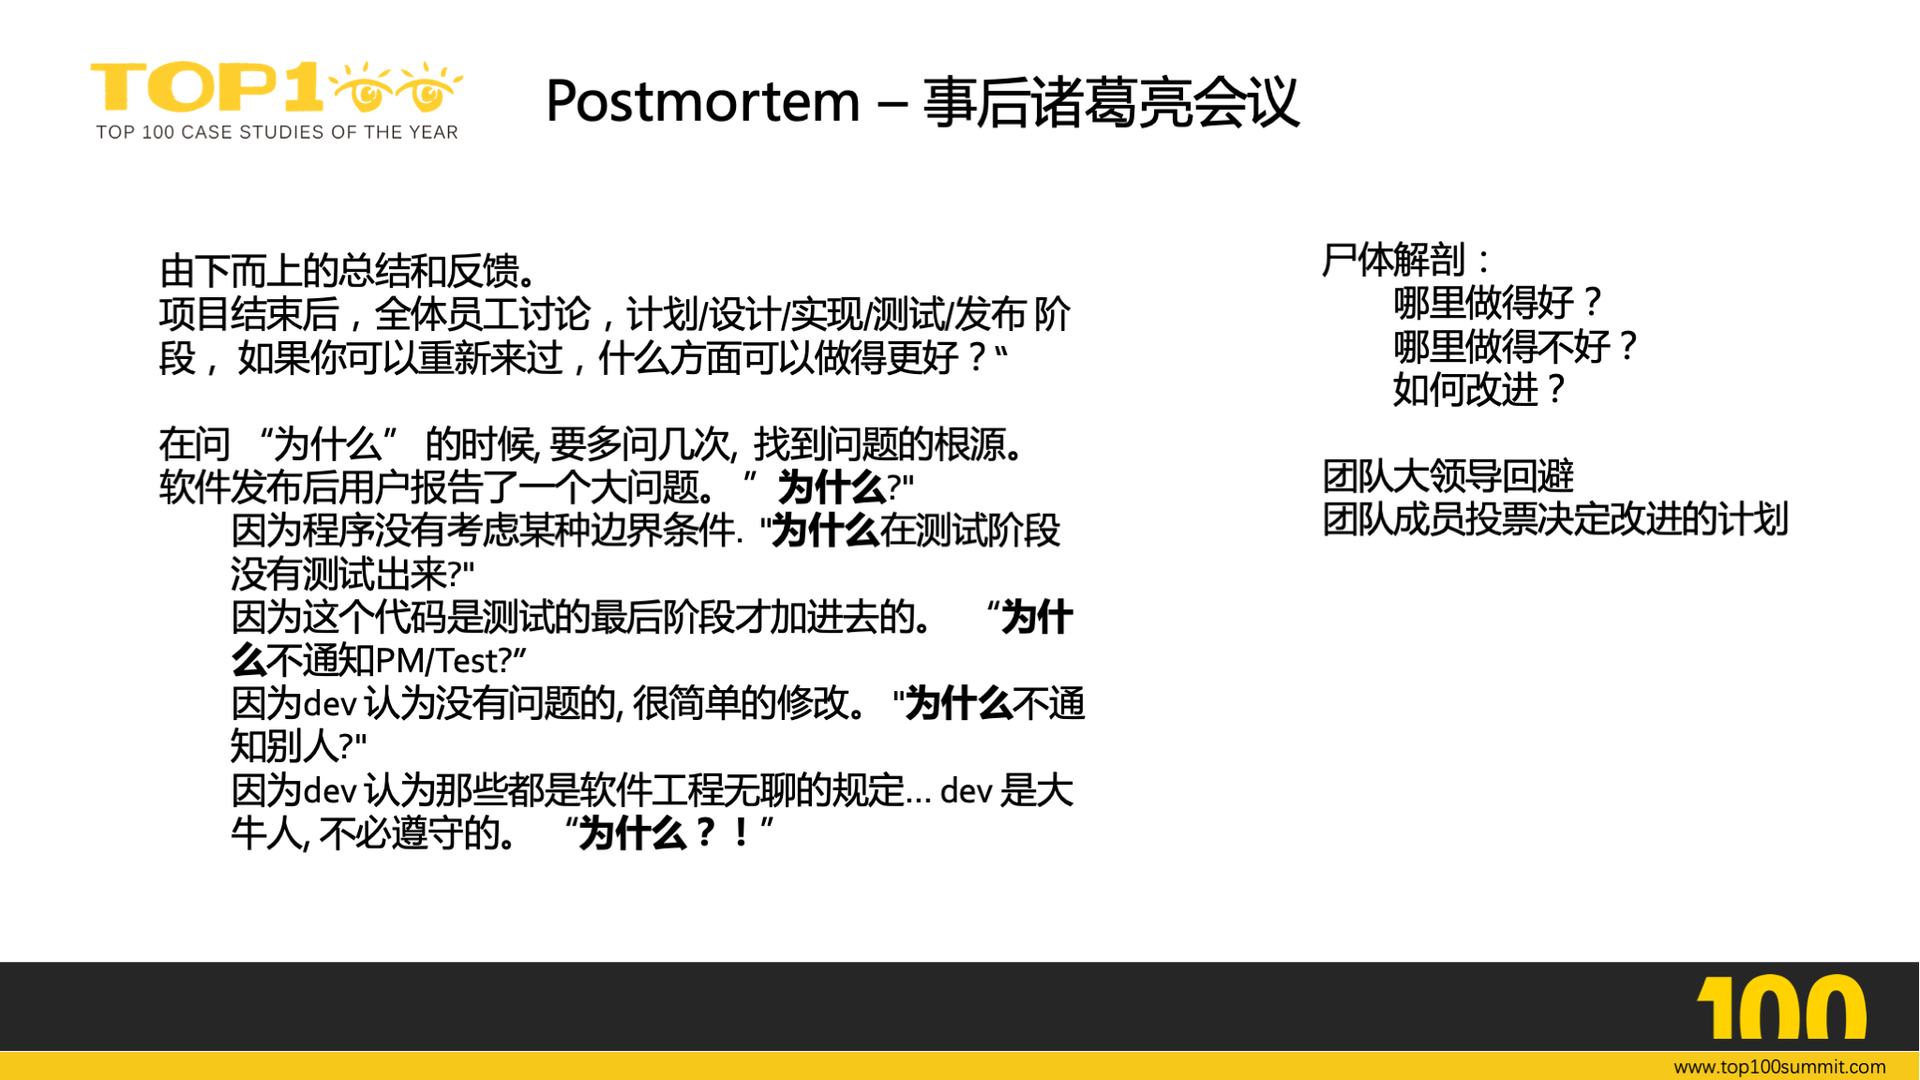 TOP100
TOP 100 CASE STUDIES OF THE YEAR
Postmortem – 事后诸葛亮会议
由下而上的总结和反馈。
项目结束后，全体员工讨论，计划/设计/实现/测试/发布 阶
段， 如果你可以重新来过，什么方面可以做得更好？“
在问 “为什么” 的时候, 要多问几次, 找到问题的根源。
软件发布后用户报告了一个大问题。 ”为什么?"
因为程序没有考虑某种边界条件. "为什么在测试阶段
没有测试出来?"
因为这个代码是测试的最后阶段才加进去的。 “为什
么不通知PM/Test?”
因为dev 认为没有问题的, 很简单的修改。 "为什么不通
知别人?"
因为dev 认为那些都是软件工程无聊的规定... dev 是大
牛人, 不必遵守的。 “为什么？！”
尸体解剖：
哪里做得好？
哪里做得不好？
如何改进？
团队大领导回避
团队成员投票决定改进的计划
100
www.top100summit.com